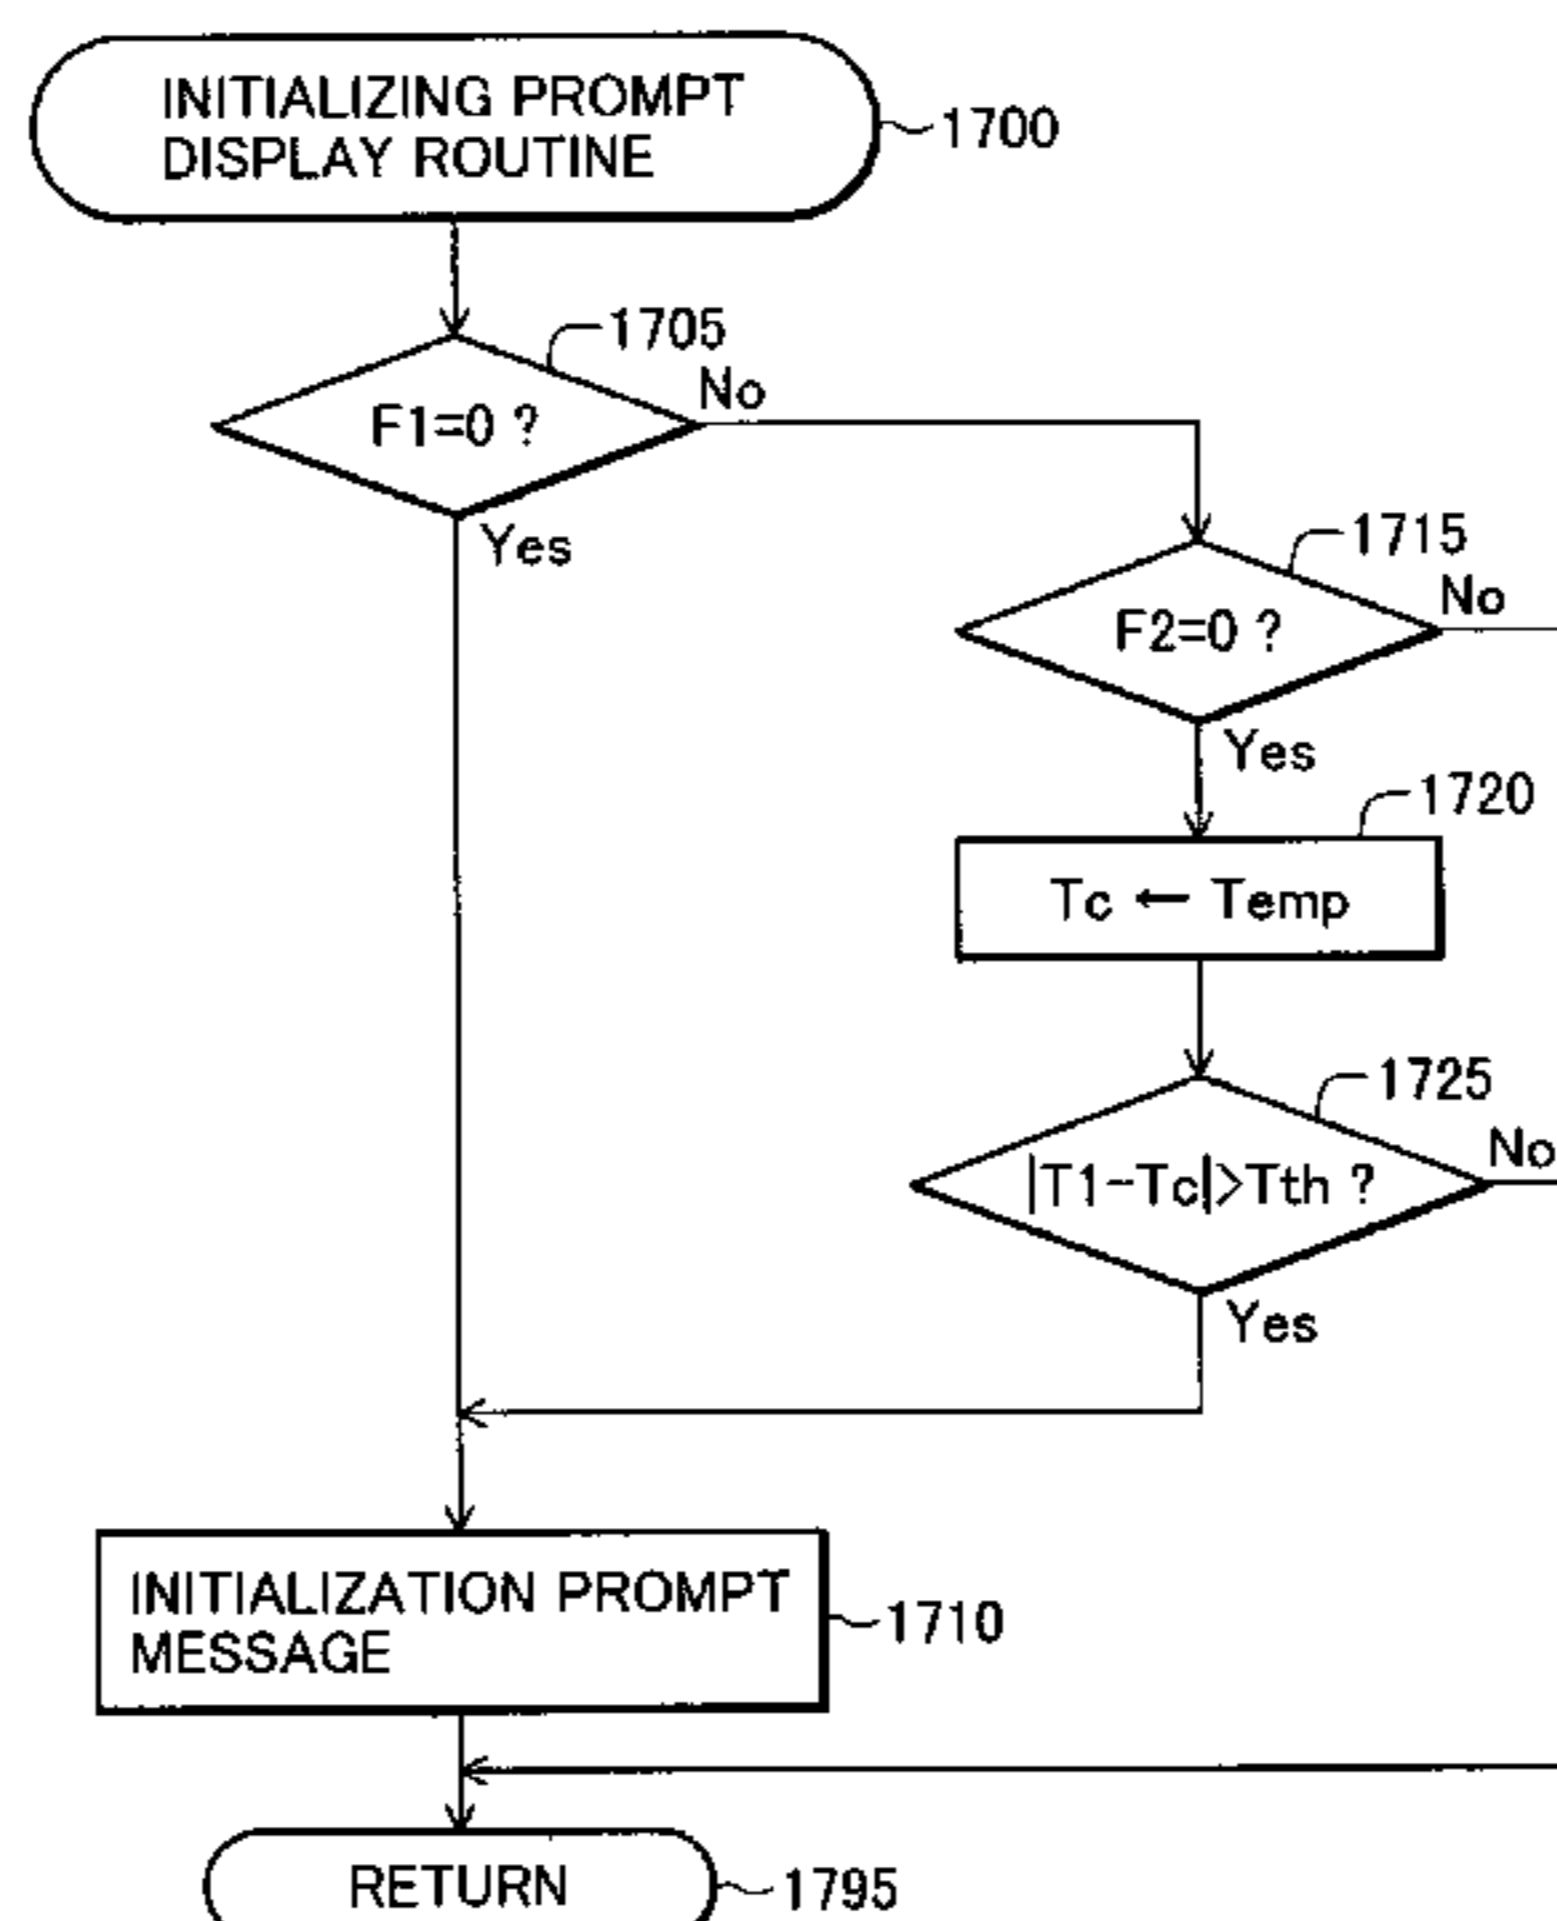 INITIALIZING PROMPT
DISPLAY ROUTINE
1700
1705
F1=0 ?
No
Yes
1715
F2=0 ?
No
Yes
1720
Tc ← Temp
1725
|T1-Tc|>Tth ?
No
Yes
INITIALIZATION PROMPT
MESSAGE
1710
RETURN
1795